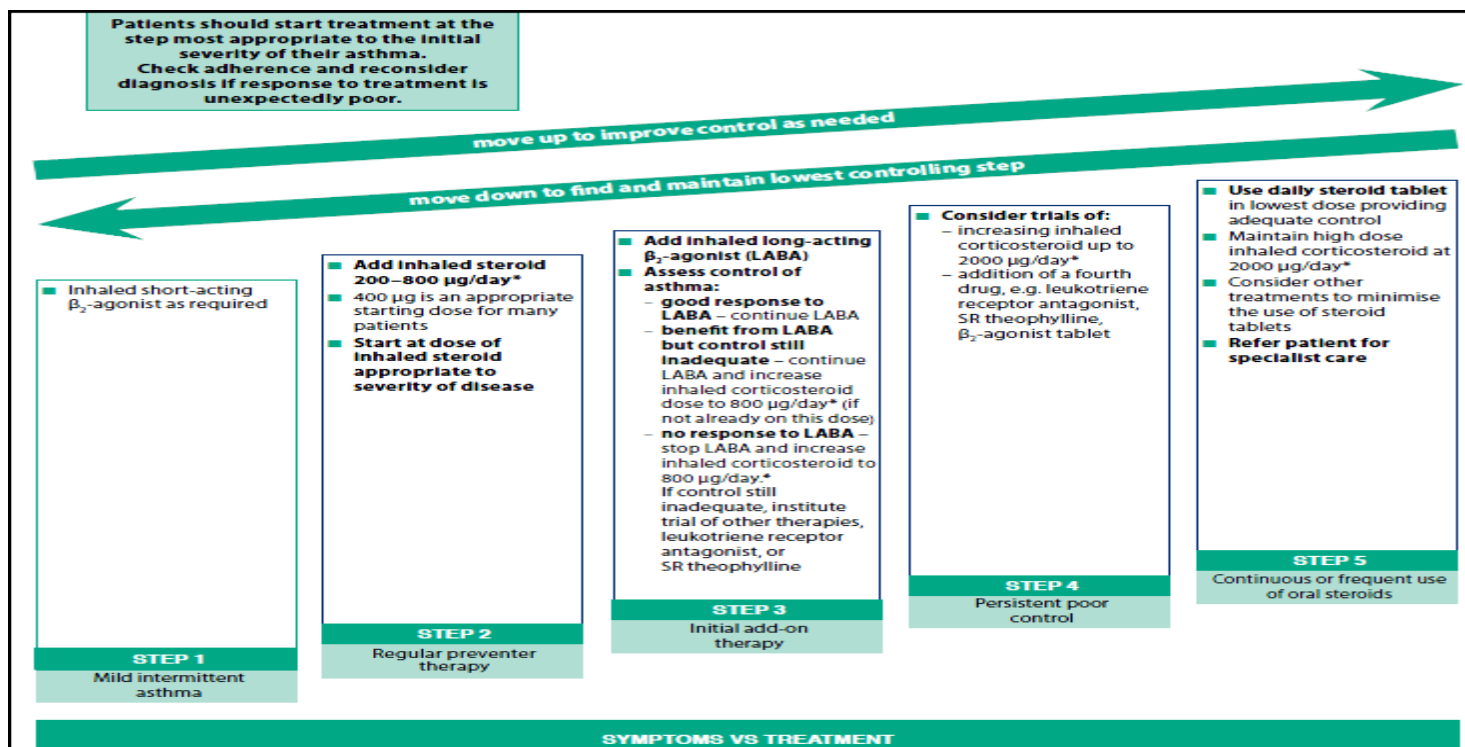 Patients should start treatment at the
step most appropriate to the initial
severity of their asthma.
Check adherence and reconsider
diagnosis if response to treatment is
unexpectedly poor.
move up to improve control as needed
move down to find and maintain lowest controlling step
Inhaled short-acting
β₂-agonist as required
STEP 1
Mild intermittent
asthma
Add inhaled steroid
200–800 µg/day*
400 µg is an appropriate
starting dose for many
patients
Start at dose of
inhaled steroid
appropriate to
severity of disease
STEP 2
Regular preventer
therapy
Add inhaled long-acting
β₂-agonist (LABA)
Assess control of
asthma:
– good response to
LABA – continue LABA
– benefit from LABA
but control still
inadequate – continue
LABA and increase
inhaled corticosteroid
dose to 800 µg/day* (if
not already on this dose)
– no response to LABA –
stop LABA and increase
inhaled corticosteroid to
800 µg/day.*
If control still
inadequate, institute
trial of other therapies,
leukotriene receptor
antagonist, or
SR theophylline
STEP 3
Initial add-on
therapy
Consider trials of:
– increasing inhaled
corticosteroid up to
2000 µg/day*
– addition of a fourth
drug, e.g. leukotriene
receptor antagonist,
SR theophylline,
β₂-agonist tablet
STEP 4
Persistent poor
control
Use daily steroid tablet
in lowest dose providing
adequate control
Maintain high dose
inhaled corticosteroid at
2000 µg/day*
Consider other
treatments to minimise
the use of steroid
tablets
Refer patient for
specialist care
STEP 5
Continuous or frequent use
of oral steroids
SYMPTOMS VS TREATMENT